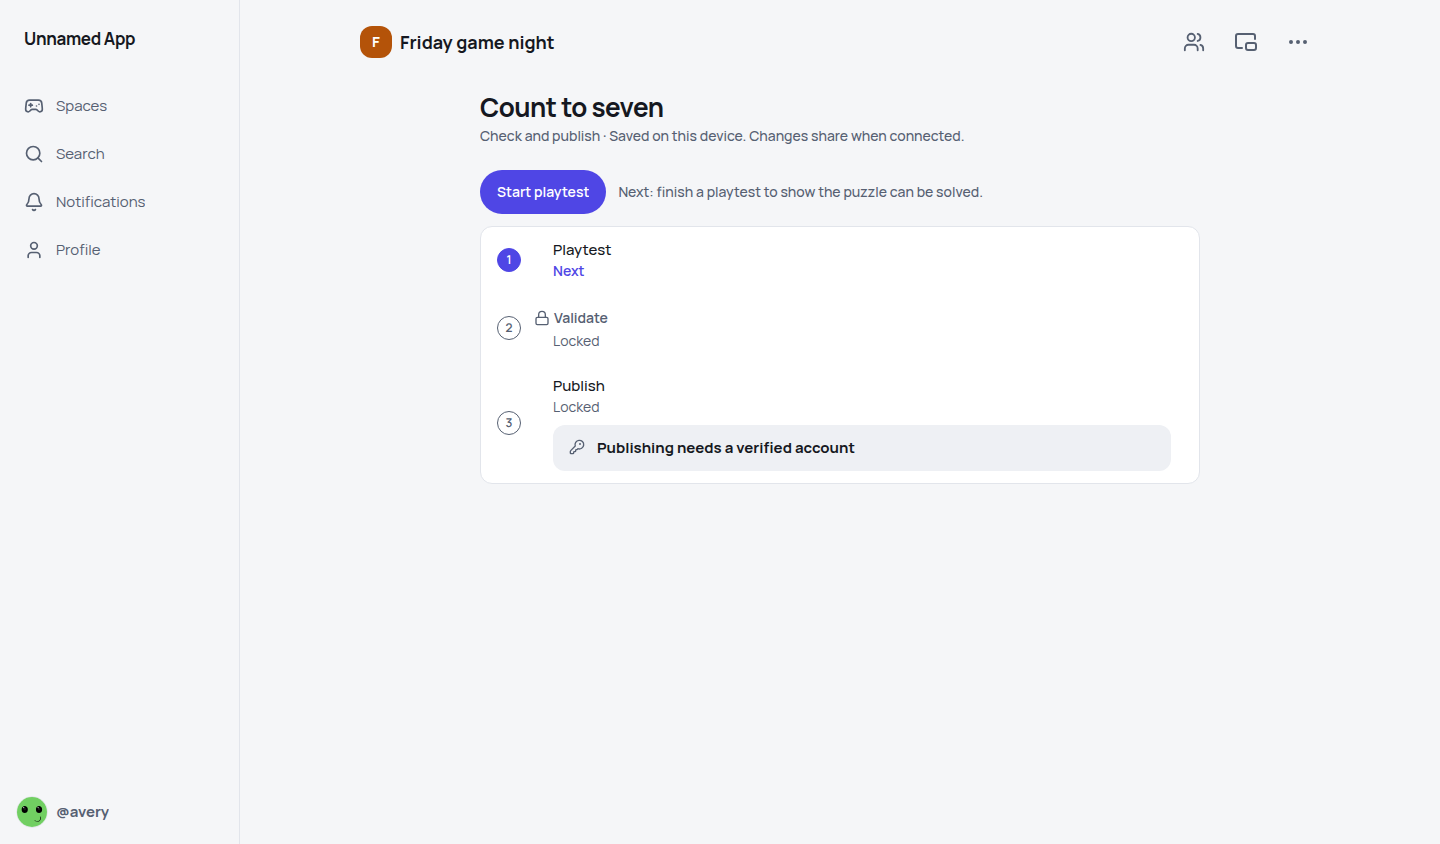 Unnamed App
Spaces
Search
Notifications
Profile
@avery
F
Friday game night
Count to seven
Check and publish · Saved on this device. Changes share when connected.
Start playtest
Next: finish a playtest to show the puzzle can be solved.
1
Playtest
Next
2
Validate
Locked
3
Publish
Locked
Publishing needs a verified account